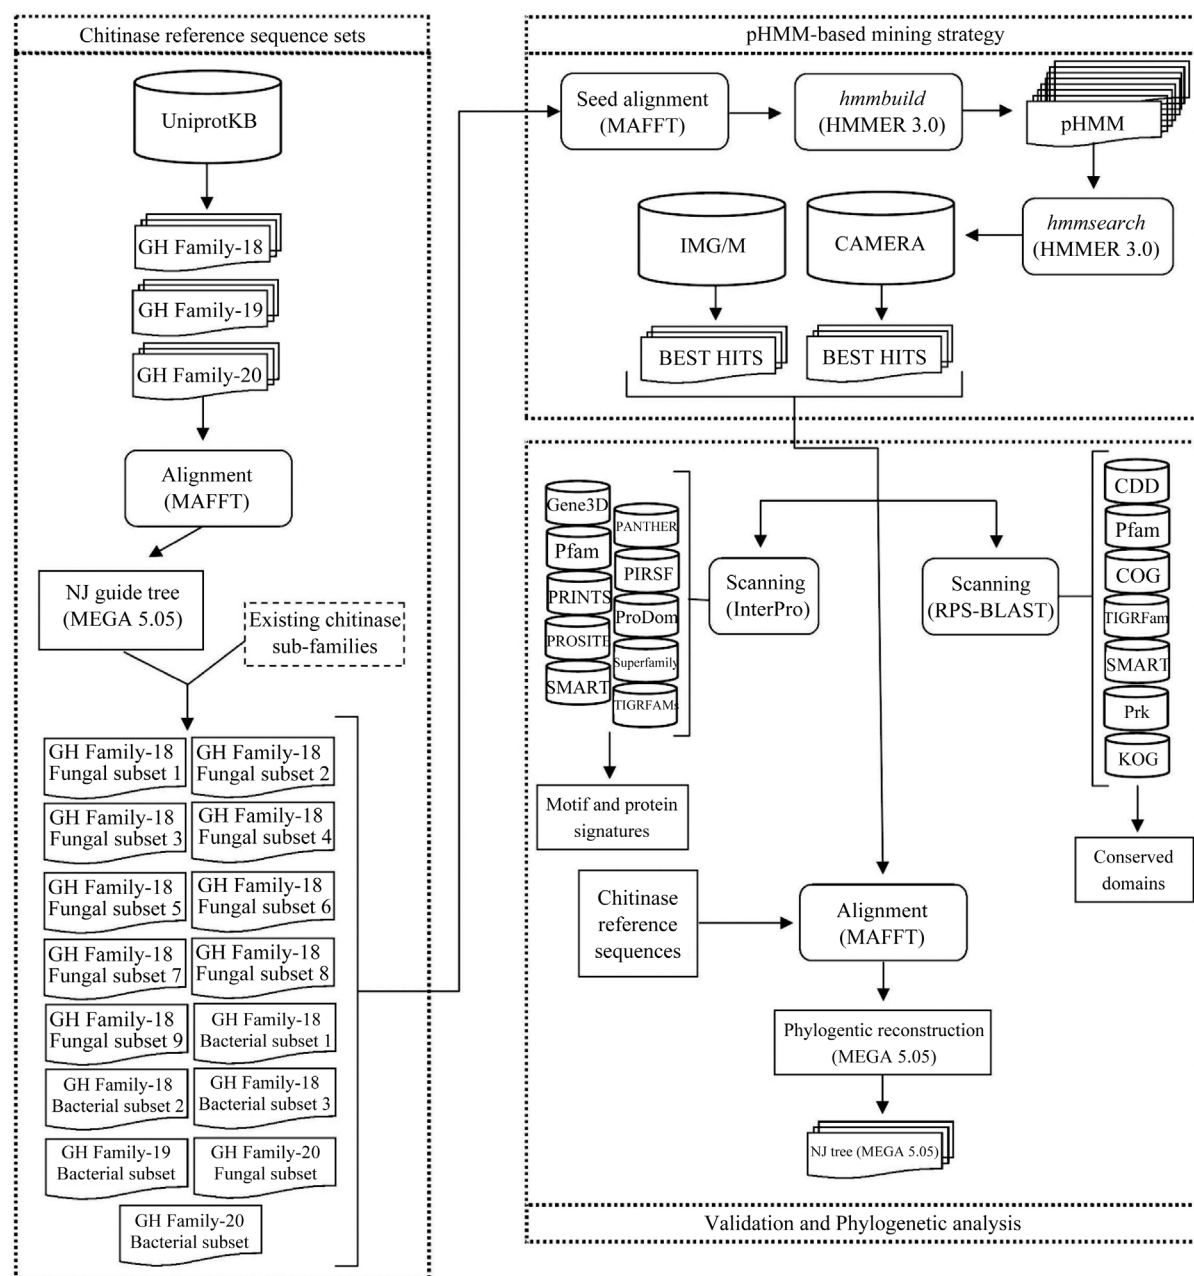 Chitinase reference sequence sets
UniprotKB
GH Family-18
GH Family-19
GH Family-20
Alignment
(MAFFT)
NJ guide tree
(MEGA 5.05)
Existing chitinase
sub-families
GH Family-18
Fungal subset 1
GH Family-18
Fungal subset 2
GH Family-18
Fungal subset 3
GH Family-18
Fungal subset 4
GH Family-18
Fungal subset 5
GH Family-18
Fungal subset 6
GH Family-18
Fungal subset 7
GH Family-18
Fungal subset 8
GH Family-18
Fungal subset 9
GH Family-18
Bacterial subset 1
GH Family-18
Bacterial subset 2
GH Family-18
Bacterial subset 3
GH Family-19
Bacterial subset
GH Family-20
Fungal subset
GH Family-20
Bacterial subset
pHMM-based mining strategy
Seed alignment
(MAFFT)
hmmbuild
(HMMER 3.0)
pHMM
hmmsearch
(HMMER 3.0)
CAMERA
IMG/M
BEST HITS
BEST HITS
Gene3D
Pfam
PRINTS
PROSITE
SMART
PANTHER
PIRSF
ProDom
Superfamily
TIGRFAMs
Scanning
(InterPro)
Scanning
(RPS-BLAST)
CDD
Pfam
COG
TIGRFam
SMART
Prk
KOG
Motif and protein
signatures
Conserved
domains
Chitinase
reference
sequences
Alignment
(MAFFT)
Phylogentic reconstruction
(MEGA 5.05)
NJ tree (MEGA 5.05)
Validation and Phylogenetic analysis